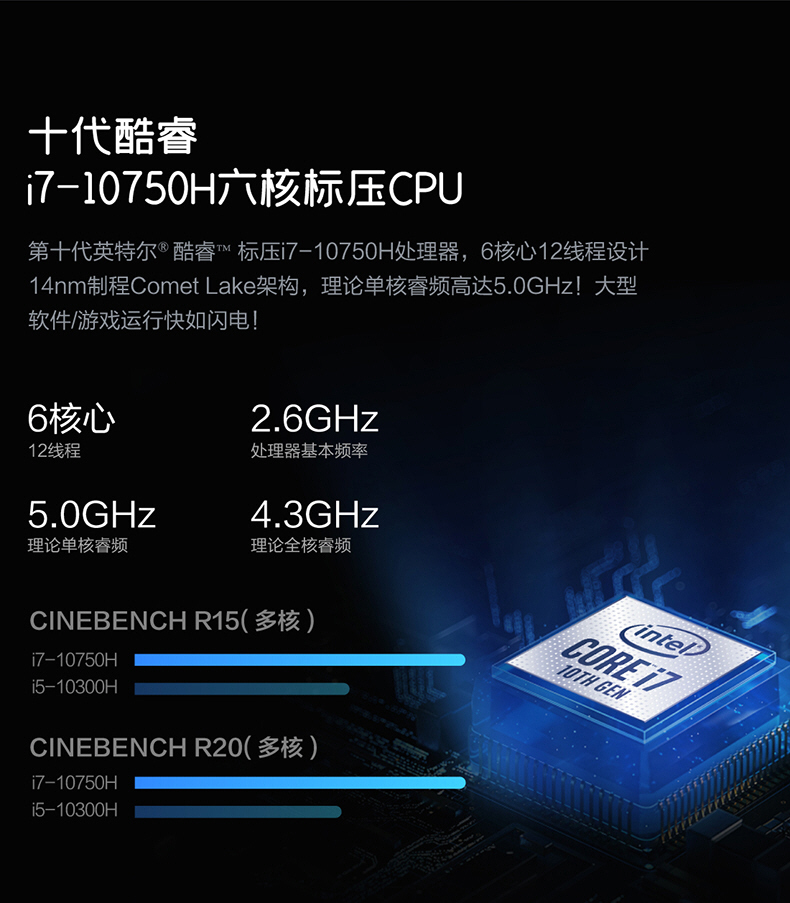 十代酷睿
i7-10750H六核标压CPU
第十代英特尔®酷睿™ 标压i7-10750H处理器，6核心12线程设计
14nm制程Comet Lake架构，理论单核睿频高达5.0GHz！大型
软件/游戏运行快如闪电！
6核心 2.6GHz
12线程 处理器基本频率
5.0GHz 4.3GHz
理论单核睿频 理论全核睿频
CINEBENCH R15(多核)
i7-10750H
i5-10300H
CINEBENCH R20(多核)
i7-10750H
i5-10300H
intel
CORE i7
10TH GEN